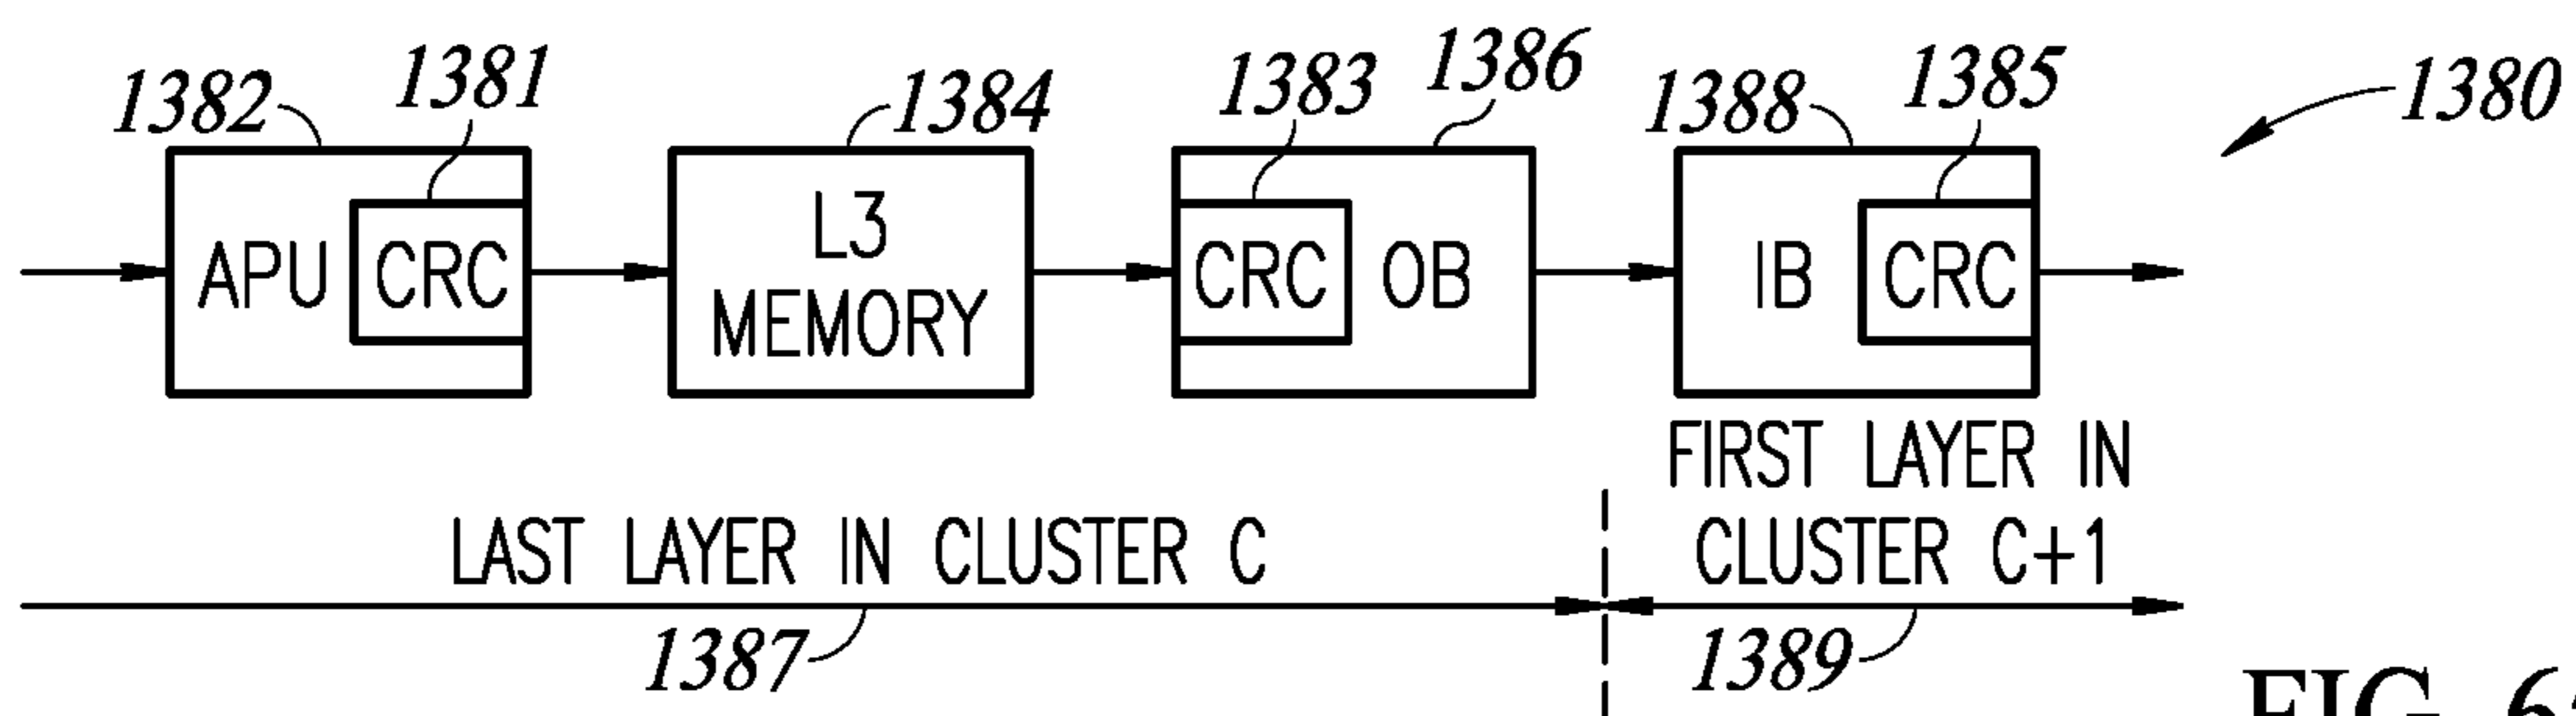 1382 1381 1384 1383 1386 1388 1385 1380
APU CRC
L3
MEMORY
CRC OB
IB CRC
FIRST LAYER IN
CLUSTER C+1
LAST LAYER IN CLUSTER C
1387
1389
FIG.